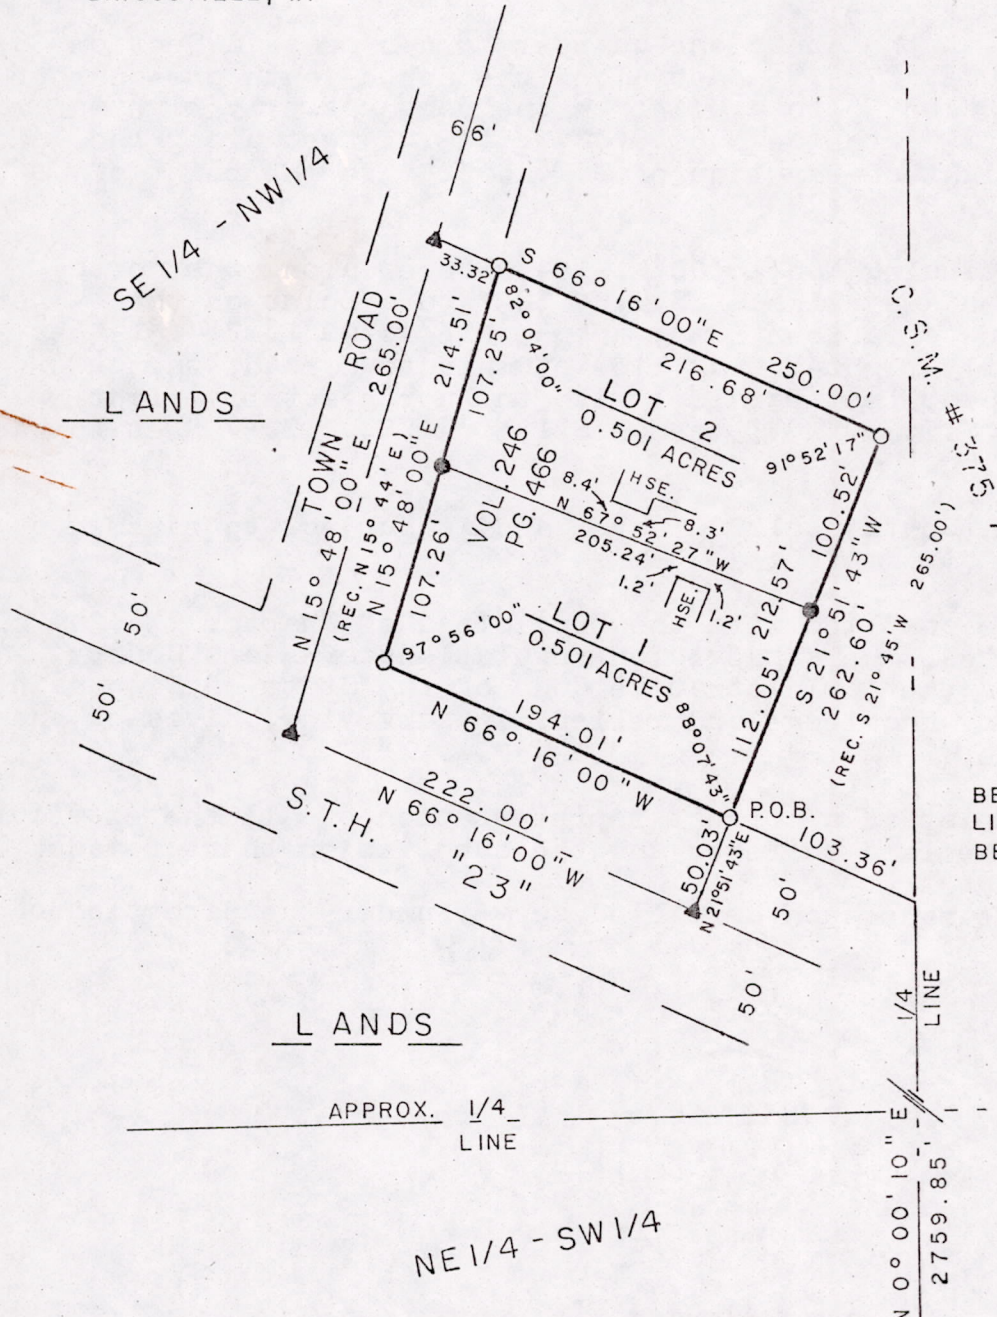 66'
SE 1/4 - NW 1/4
33.32'
S 66° 16' 00" E
216.68'
250.00'
C. S. M. # 375
TOWN ROAD
N 15° 48' 00" E 265.00'
(REC. N 15° 44' E)
N 15° 48' 00" E 214.51'
107.25'
107.26'
82° 04' 00"
LOT 2
0.501 ACRES
91° 52' 17"
LANDS
VOL. 246
PG. 466
HSE.
8.4'
8.3'
N 67° 52' 27" W
205.24'
1.2'
HSE.
1.2'
100.52'
112.05'
212.57'
S 21° 51' 43" W
262.60'
(REC. S 21° 45' W 265.00')
LOT 1
0.501 ACRES
97° 56' 00"
88° 07' 43"
194.01'
N 66° 16' 00" W
50'
50'
222.00'
N 66° 16' 00" W
S.T.H.
"23"
P.O.B.
103.36'
50.03'
N 21° 51' 43" E
50'
50'
BE
LI
BE
LANDS
1/4
LINE
APPROX. 1/4
LINE
NE 1/4 - SW 1/4
N 0° 00' 10" E
2759.85'